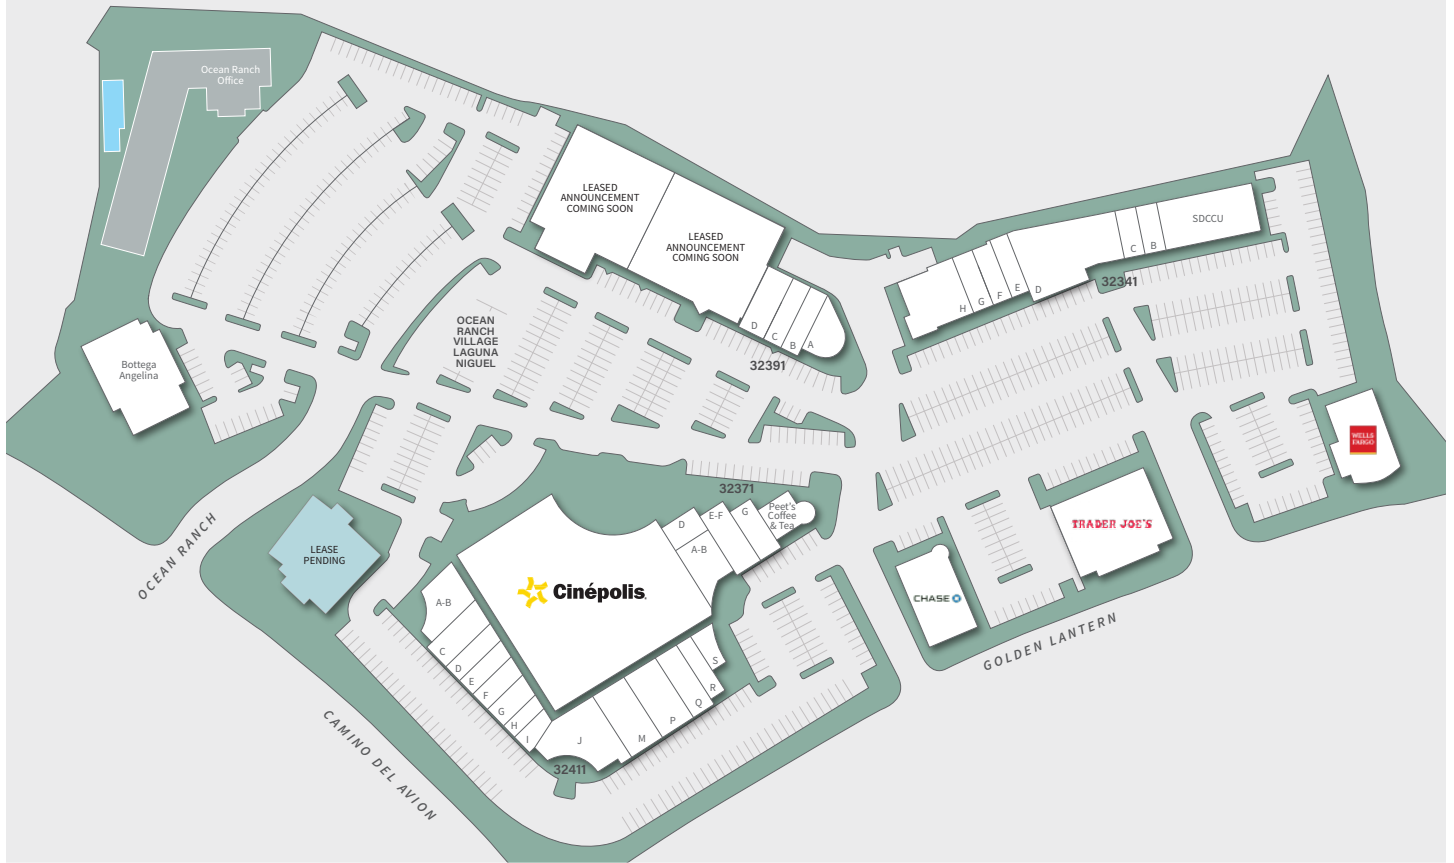 Ocean Ranch
Office
LEASED
ANNOUNCEMENT
COMING SOON
LEASED
ANNOUNCEMENT
COMING SOON
D
C
B
A
32391
SDCCU
B
C
D
E
F
G
H
32341
OCEAN
RANCH
VILLAGE
LAGUNA
NIGUEL
Bottega
Angelina
WELLS
FARGO
32371
Peet's
Coffee
& Tea
G
E-F
D
A-B
TRADER JOE'S
CHASE
LEASE
PENDING
Cinépolis
A-B
C
D
E
F
G
H
I
J
M
P
Q
R
S
32411
OCEAN RANCH
CAMINO DEL AVION
GOLDEN LANTERN